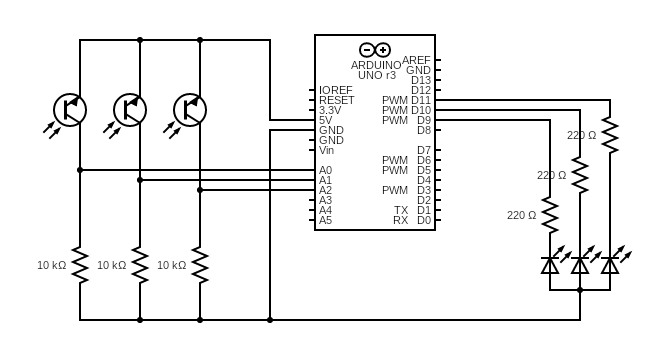 ARDUINO
UNO r3
AREF
GND
D13
D12
IOREF
RESET
PWM D11
3.3V
PWM D10
5V
PWM D9
GND
D8
GND
Vin
D7
PWM D6
A0
PWM D5
A1
D4
A2
PWM D3
A3
D2
A4
TX D1
A5
RX D0
220 Ω
220 Ω
220 Ω
10 kΩ
10 kΩ
10 kΩ